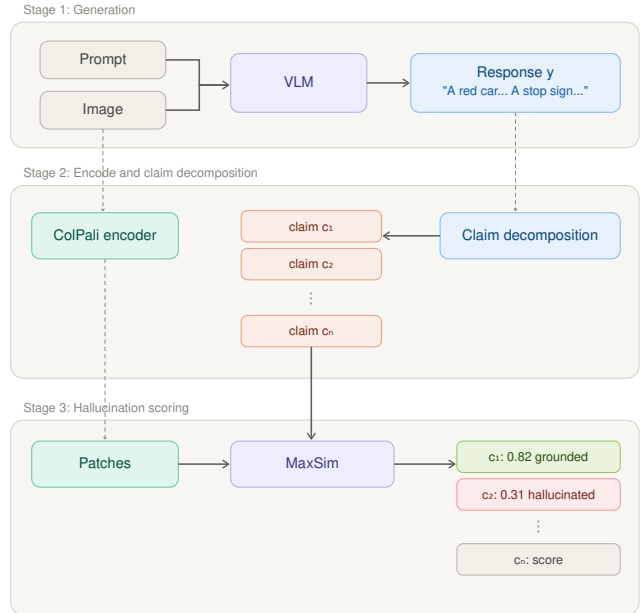 Stage 1: Generation
Prompt
Image
VLM
Response y
"A red car... A stop sign..."
Stage 2: Encode and claim decomposition
ColPali encoder
claim c₁
claim c₂
⋮
claim cₙ
Claim decomposition
Stage 3: Hallucination scoring
Patches
MaxSim
c₁: 0.82 grounded
c₂: 0.31 hallucinated
⋮
cₙ: score